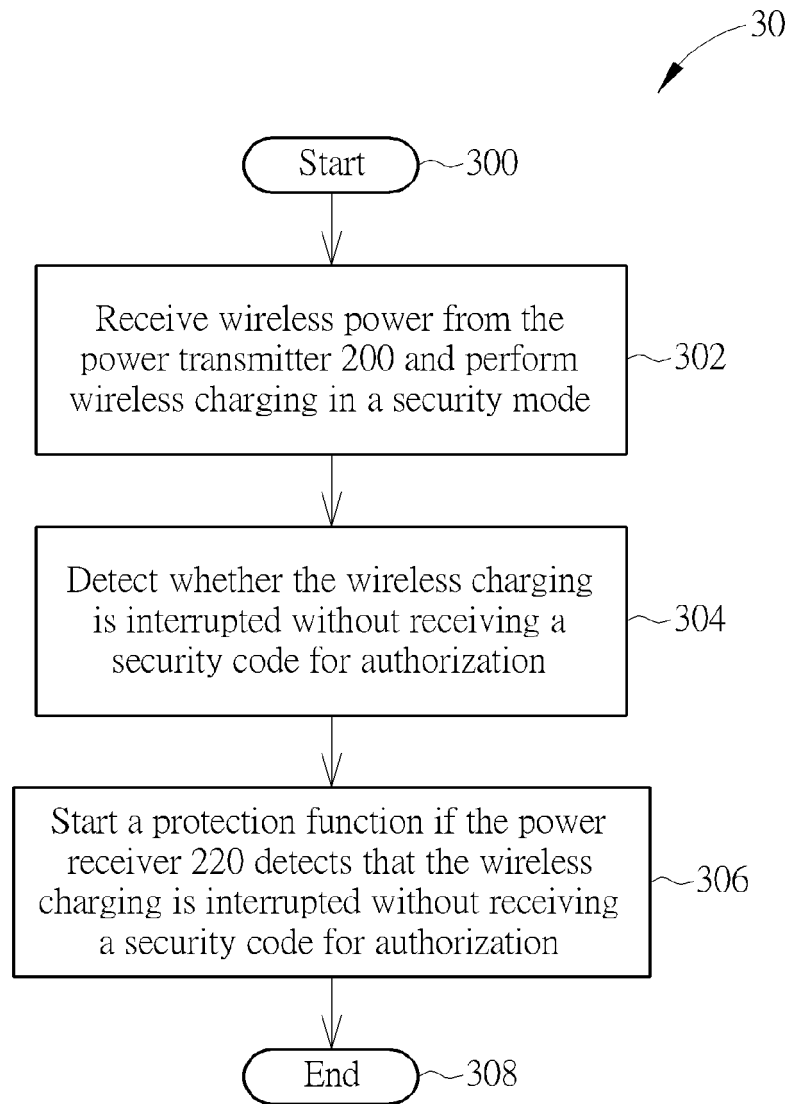 30
Start
300
Receive wireless power from the
power transmitter 200 and perform
wireless charging in a security mode
302
Detect whether the wireless charging
is interrupted without receiving a
security code for authorization
304
Start a protection function if the power
receiver 220 detects that the wireless
charging is interrupted without receiving
a security code for authorization
306
End
308